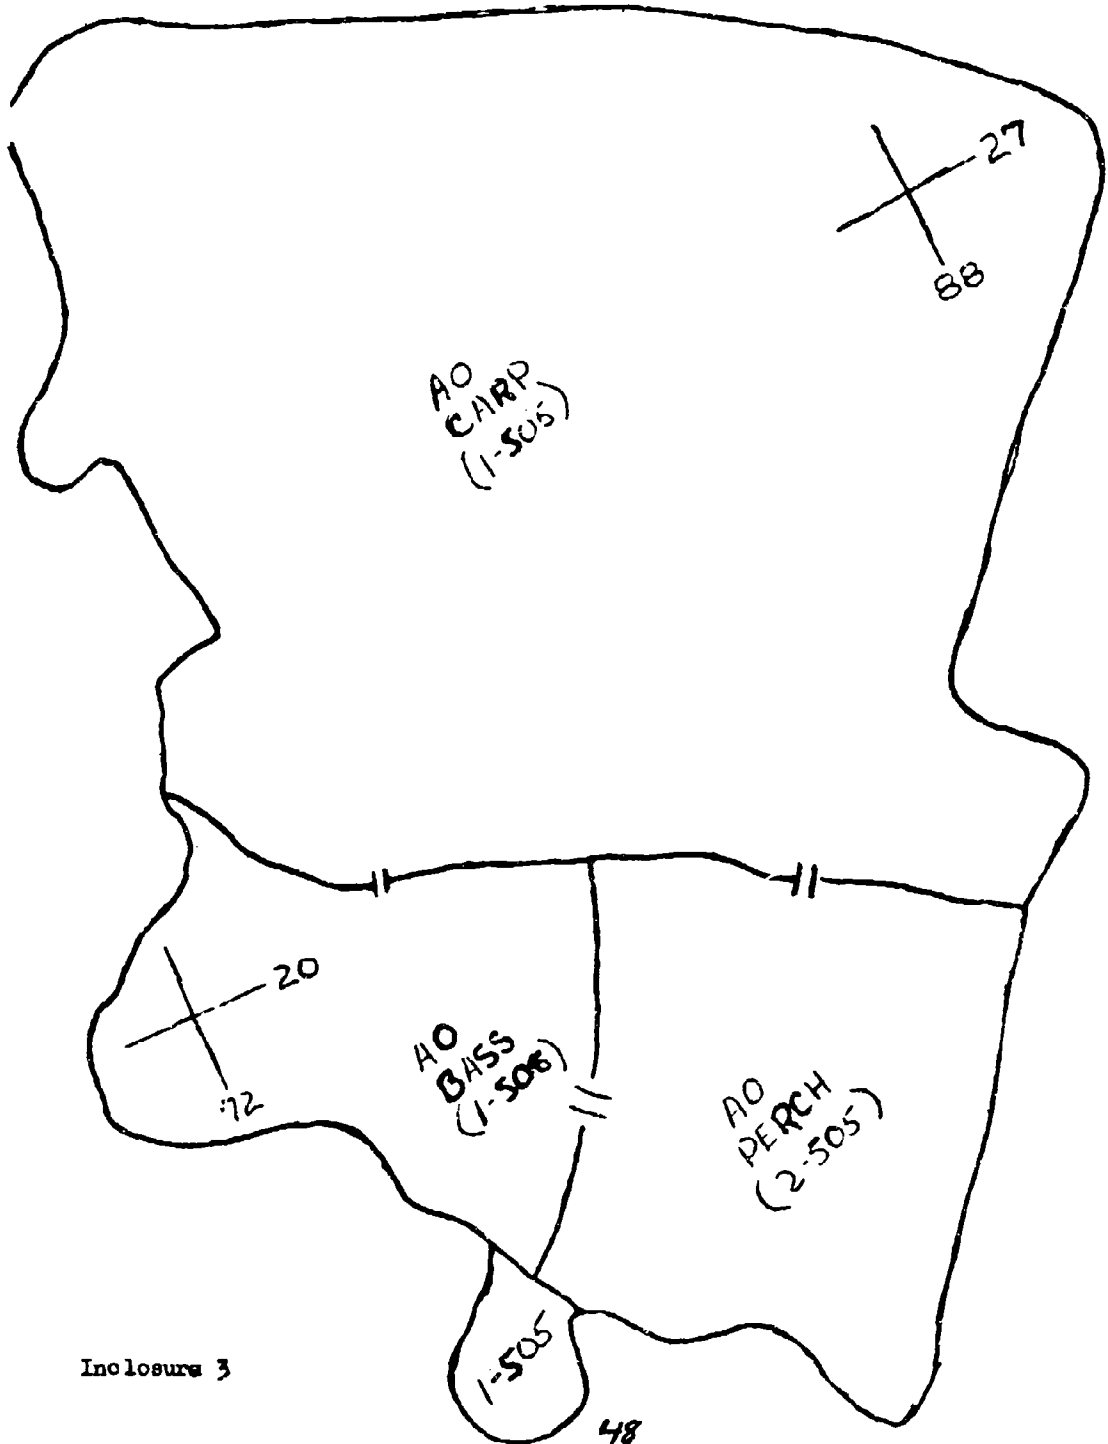 27
88
AO
CARP
(1-505)
20
72
AO
BASS
(1-508)
AO
PERCH
(2-505)
1-505
Inclosure 3
48